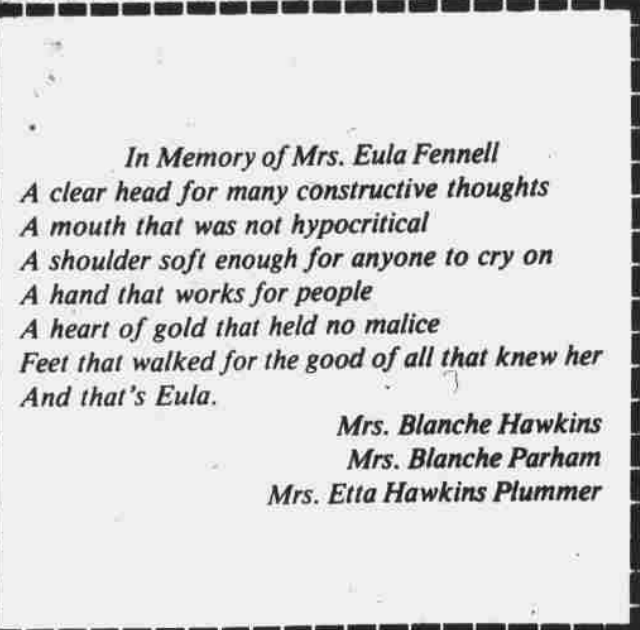 In Memory of Mrs. Eula Fennell
A clear head for many constructive thoughts
A mouth that was not hypocritical
A shoulder soft enough for anyone to cry on
A hand that works for people
A heart of gold that held no malice
Feet that walked for the good of all that knew her
And that's Eula.
Mrs. Blanche Hawkins
Mrs. Blanche Parham
Mrs. Etta Hawkins Plummer